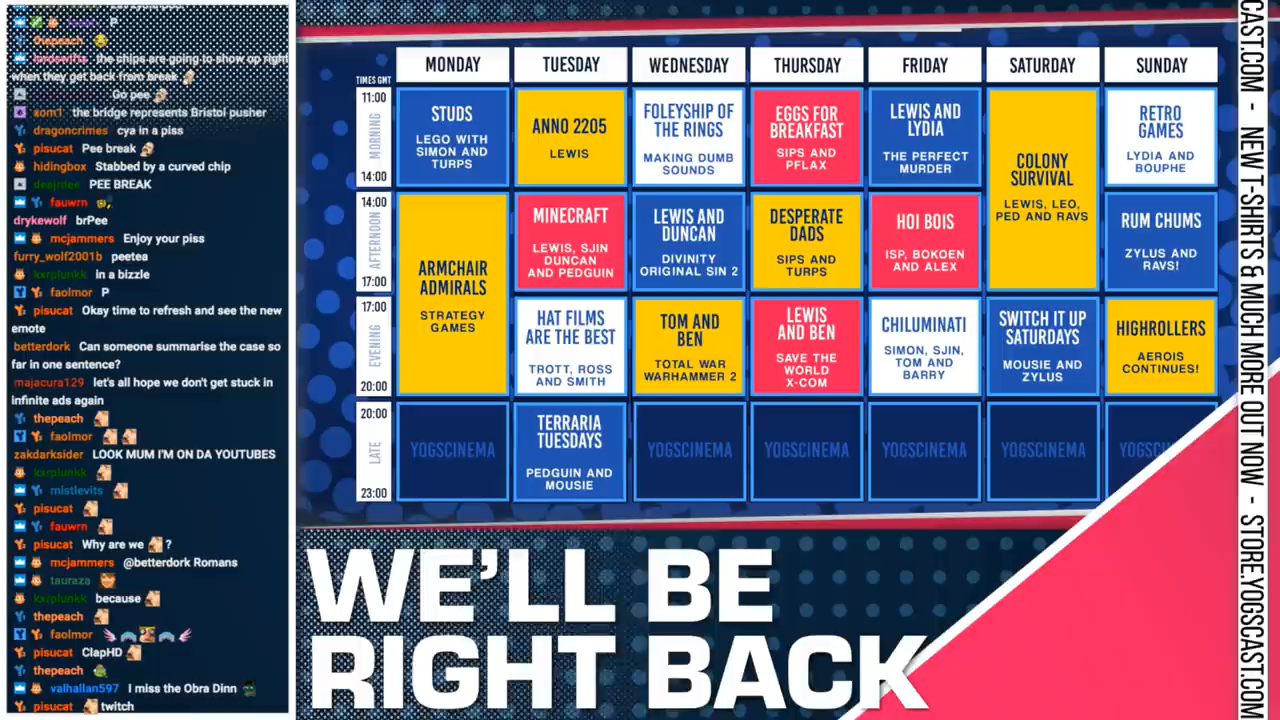 P
thepeach
lordswifts the chips are going to show up right
when they get back from break
Go pee
xomT the bridge represents Bristol pusher
dragoncrimes cya in a piss
pisucat Pee break
hidingbox Stabbed by a curved chip
deejrdee PEE BREAK
fauwrn
drykewolf brPee
mcjammers Enjoy your piss
furry_wolf2001b peetea
kxrplunkk in a bizzle
faolmor P
pisucat Okay time to refresh and see the new
emote
betterdork Can someone summarise the case so
far in one sentence?
majacura129 let's all hope we don't get stuck in
infinite ads again
thepeach
faolmor
zakdarksider LOOK MUM I'M ON DA YOUTUBES
kxrplunkk
mistlevits
pisucat
fauwrn
pisucat Why are we ?
mcjammers @betterdork Romans
tauraza
kxrplunkk because
thepeach
faolmor
pisucat ClapHD
thepeach
valhallan597 I miss the Obra Dinn
pisucat twitch
TIMES GMT
MONDAY
TUESDAY
WEDNESDAY
THURSDAY
FRIDAY
SATURDAY
SUNDAY
11:00
MORNING
14:00
STUDS
LEGO WITH
SIMON AND
TURPS
ANNO 2205
LEWIS
FOLEYSHIP OF
THE RINGS
MAKING DUMB
SOUNDS
EGGS FOR
BREAKFAST
SIPS AND
PFLAX
LEWIS AND
LYDIA
THE PERFECT
MURDER
COLONY
SURVIVAL
LEWIS, LEO,
PED AND RAVS
RETRO
GAMES
LYDIA AND
BOUPHE
14:00
AFTERNOON
17:00
ARMCHAIR
ADMIRALS
STRATEGY
GAMES
MINECRAFT
LEWIS, SJIN
DUNCAN
AND PEDGUIN
LEWIS AND
DUNCAN
DIVINITY
ORIGINAL SIN 2
DESPERATE
DADS
SIPS AND
TURPS
HOI BOIS
ISP, BOKOEN
AND ALEX
RUM CHUMS
ZYLUS AND
RAVS!
17:00
EVENING
20:00
HAT FILMS
ARE THE BEST
TROTT, ROSS
AND SMITH
TOM AND
BEN
TOTAL WAR
WARHAMMER 2
LEWIS
AND BEN
SAVE THE
WORLD
X-COM
CHILUMINATI
SIMON, SJIN,
TOM AND
BARRY
SWITCH IT UP
SATURDAYS
MOUSIE AND
ZYLUS
HIGHROLLERS
AEROIS
CONTINUES!
20:00
LATE
23:00
YOGSCINEMA
TERRARIA
TUESDAYS
PEDGUIN AND
MOUSIE
YOGSCINEMA
YOGSCINEMA
YOGSCINEMA
YOGSCINEMA
YOGSC
WE'LL BE
RIGHT BACK
CAST.COM - NEW T-SHIRTS & MUCH MORE OUT NOW - STORE.YOGSCAST.COM